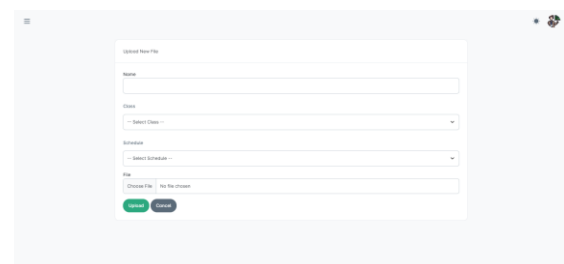 Upload New File
Name
Class
-- Select Class --
Schedule
-- Select Schedule --
File
Choose File No file chosen
Upload Cancel